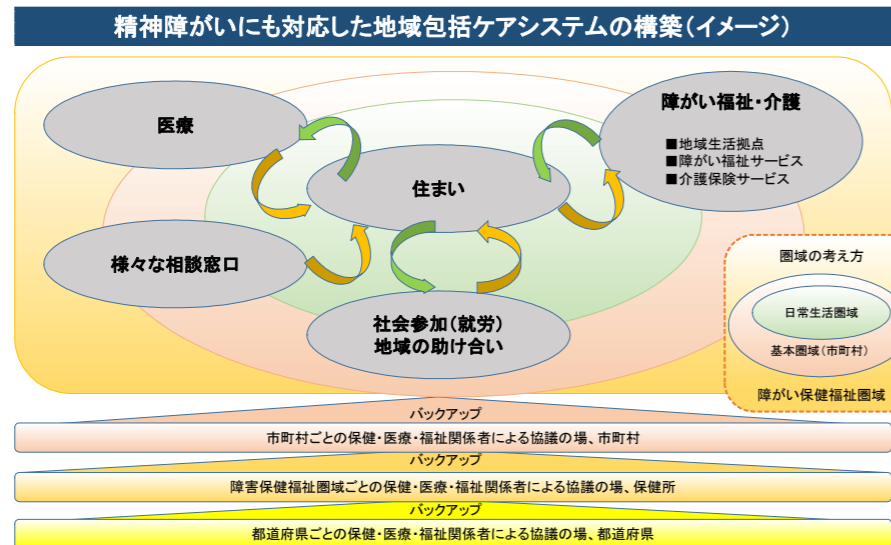 精神障がいにも対応した地域包括ケアシステムの構築（イメージ）
医療
障がい福祉・介護
■地域生活拠点
■障がい福祉サービス
■介護保険サービス
住まい
様々な相談窓口
社会参加（就労）
地域の助け合い
圏域の考え方
日常生活圏域
基本圏域（市町村）
障がい保健福祉圏域
バックアップ
市町村ごとの保健・医療・福祉関係者による協議の場、市町村
バックアップ
障害保健福祉圏域ごとの保健・医療・福祉関係者による協議の場、保健所
バックアップ
都道府県ごとの保健・医療・福祉関係者による協議の場、都道府県